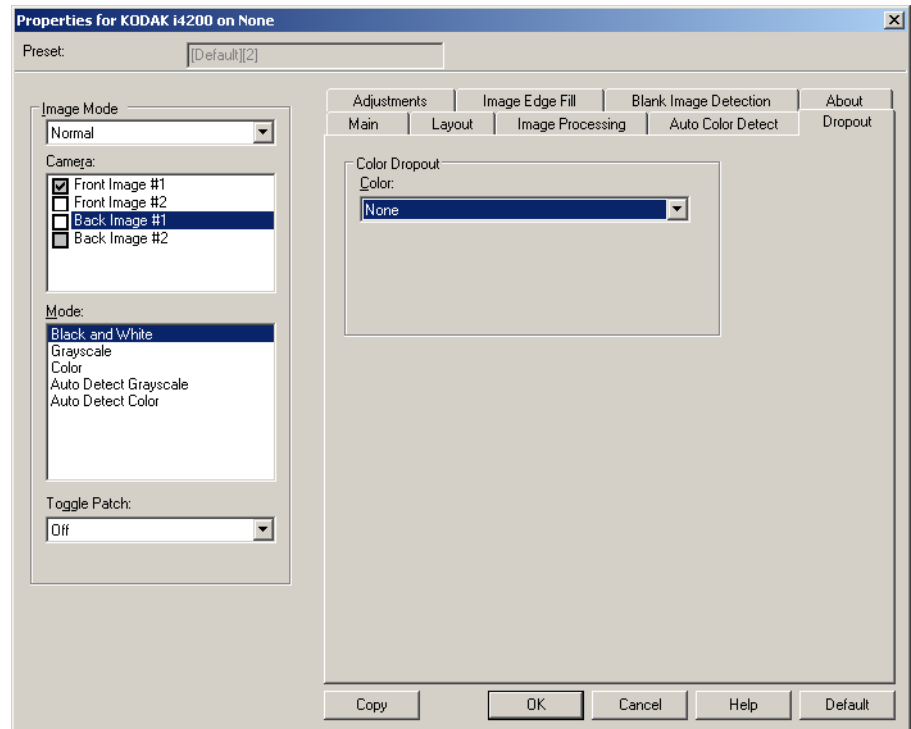 Properties for KODAK i4200 on None
Preset: [Default][2]
Image Mode
Normal
Camera:
Front Image #1
Front Image #2
Back Image #1
Back Image #2
Mode:
Black and White
Grayscale
Color
Auto Detect Grayscale
Auto Detect Color
Toggle Patch:
Off
Adjustments Image Edge Fill Blank Image Detection About
Main Layout Image Processing Auto Color Detect Dropout
Color Dropout
Color:
None
Copy OK Cancel Help Default